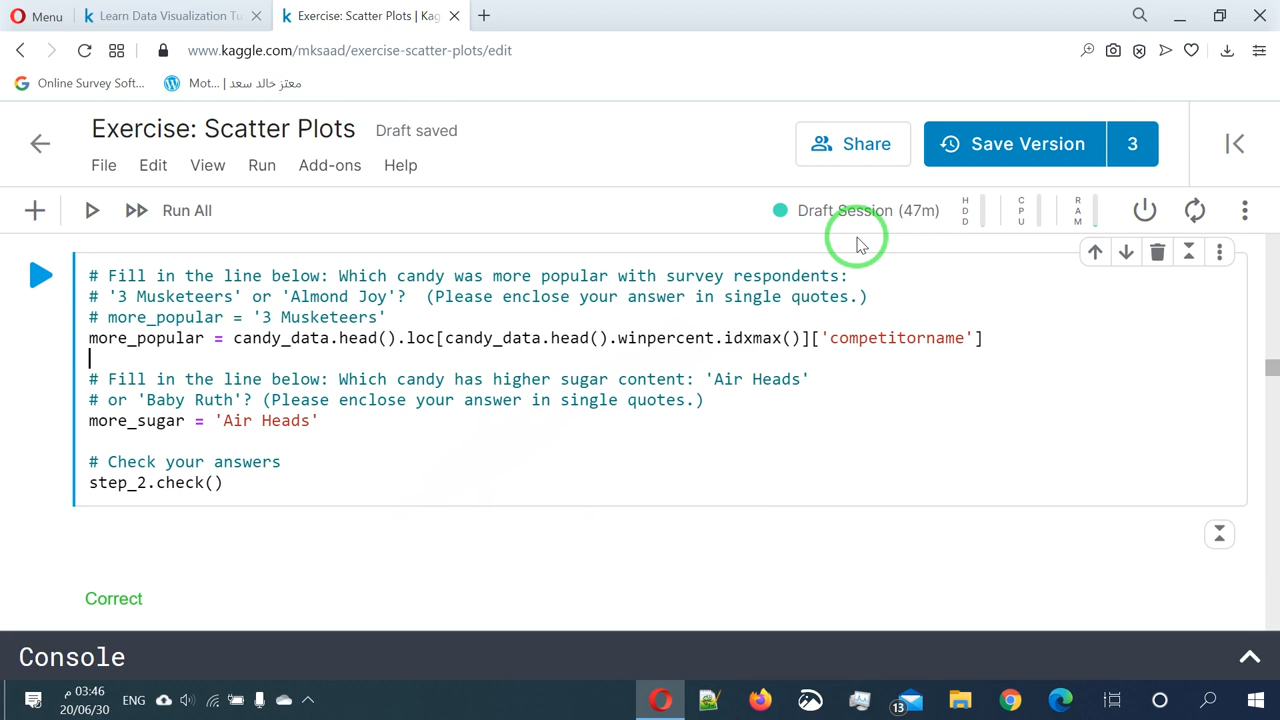 Menu
Learn Data Visualization Tu
Exercise: Scatter Plots | Kag
www.kaggle.com/mksaad/exercise-scatter-plots/edit
Online Survey Soft...
Mot... | معتز خالد سعد
Exercise: Scatter Plots
Draft saved
Share
Save Version
3
File Edit View Run Add-ons Help
Run All
Draft Session (47m)
HDD
CPU
RAM
# Fill in the line below: Which candy was more popular with survey respondents:
# '3 Musketeers' or 'Almond Joy'?  (Please enclose your answer in single quotes.)
# more_popular = '3 Musketeers'
more_popular = candy_data.head().loc[candy_data.head().winpercent.idxmax()]['competitorname']
# Fill in the line below: Which candy has higher sugar content: 'Air Heads'
# or 'Baby Ruth'? (Please enclose your answer in single quotes.)
more_sugar = 'Air Heads'
# Check your answers
step_2.check()
Correct
Console
03:46 م
20/06/30
ENG
13